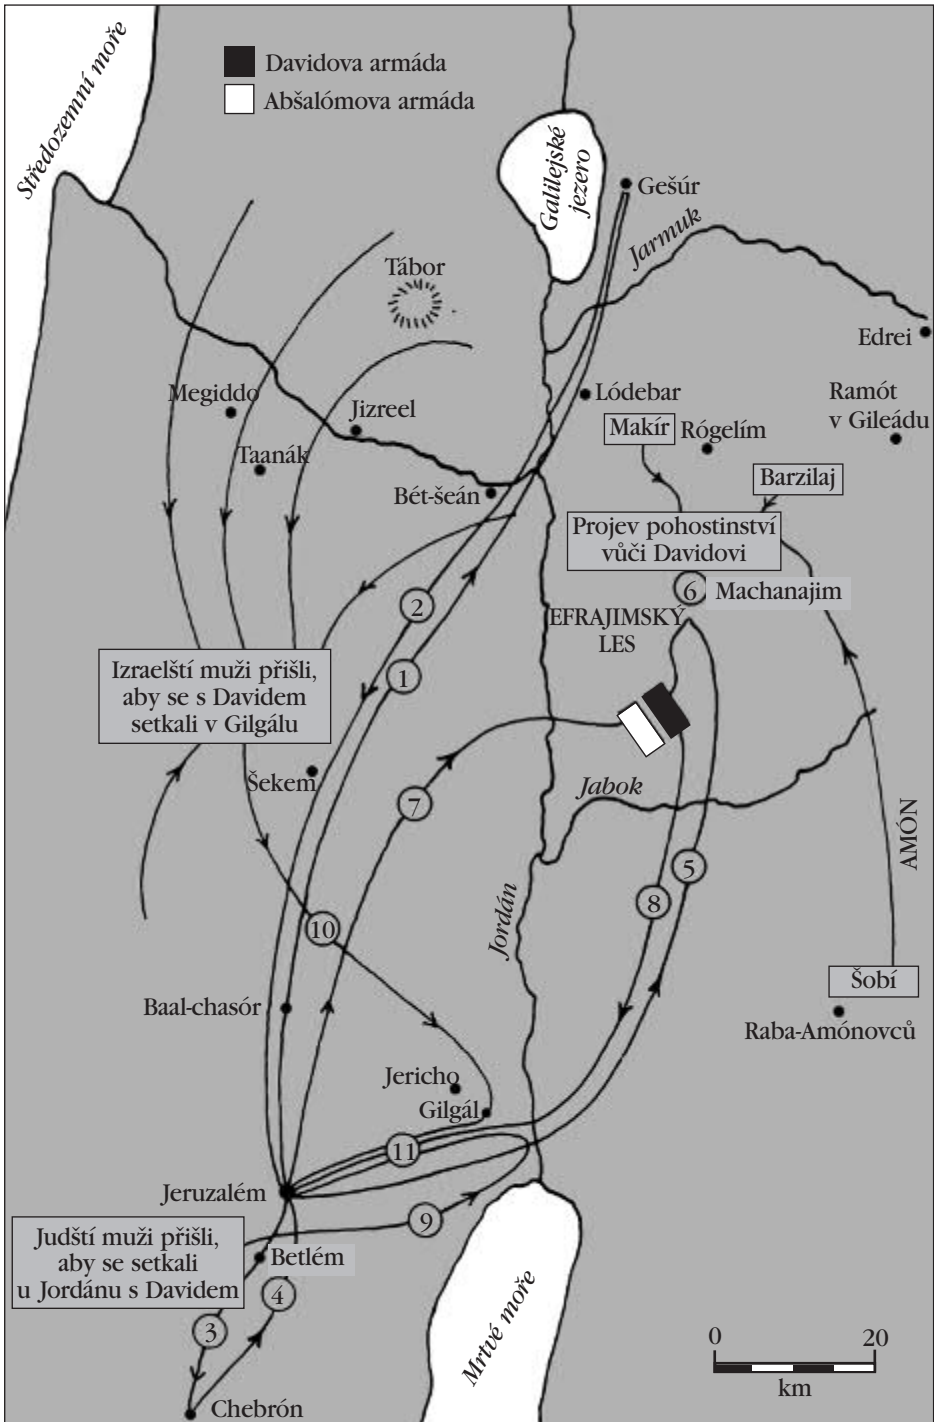 Středozemní moře
Davidova armáda
Abšalómova armáda
Galilejské
jezero
Gešúr
Jarmuk
Tábor
Edrei
Megiddo
Jizreel
Lódebar
Ramót
v Gileádu
Makír
Rógelím
Taanák
Barzilaj
Bét-šeán
Projev pohostinství
vůči Davidovi
6
Machanajim
2
EFRAJIMSKÝ
LES
1
Izraelští muži přišli,
aby se s Davidem
setkali v Gilgálu
Šekem
7
Jabok
AMÓN
5
8
Jordán
10
Šobí
Baal-chasór
Raba-Amónovců
Jericho
Gilgál
11
Jeruzalém
9
Judští muži přišli,
aby se setkali
u Jordánu s Davidem
Betlém
4
3
Mrtvé moře
0
20
km
Chebrón